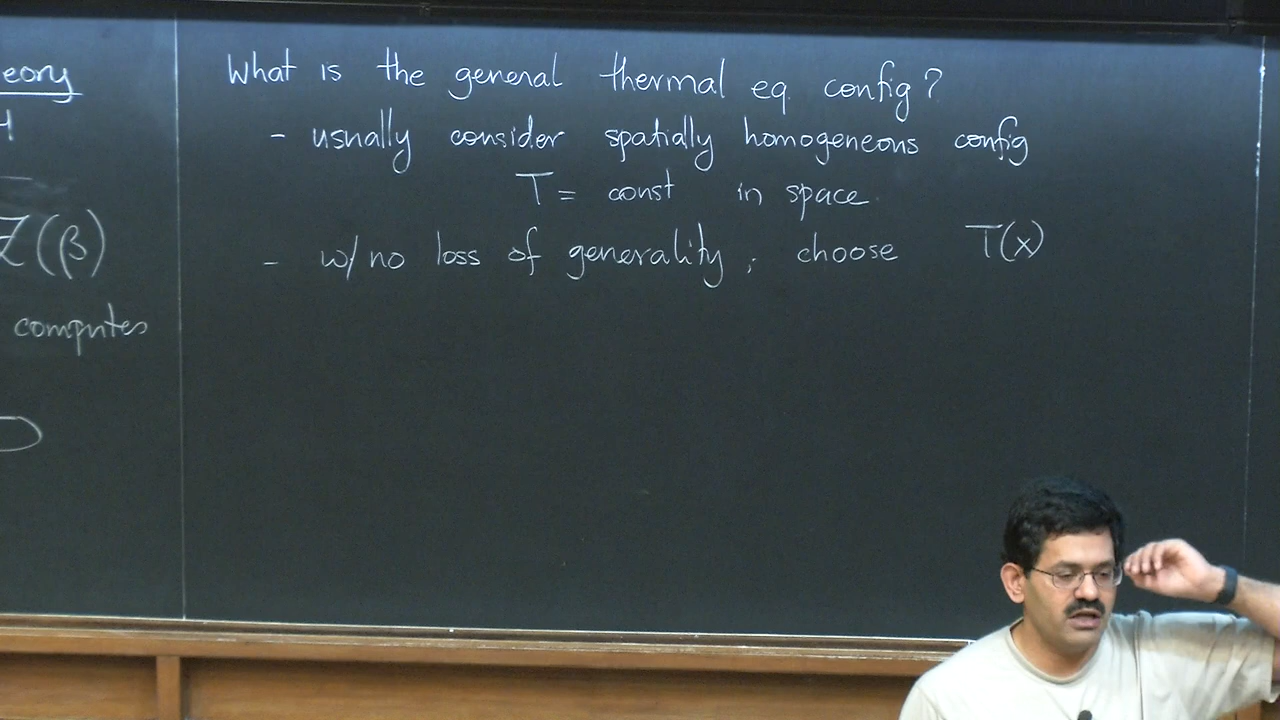 eory
Z(β)
computes
What is the general thermal eq. config?
- usually consider spatially homogeneous config
T = const in space.
- w/ no loss of generality, choose T(x)